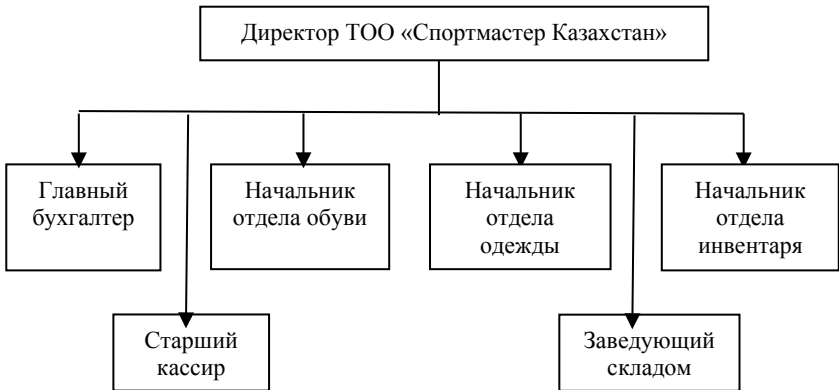 Директор ТОО «Спортмастер Казахстан»
Главный
бухгалтер
Начальник
отдела обуви
Начальник
отдела
одежды
Начальник
отдела
инвентаря
Старший
кассир
Заведующий
складом